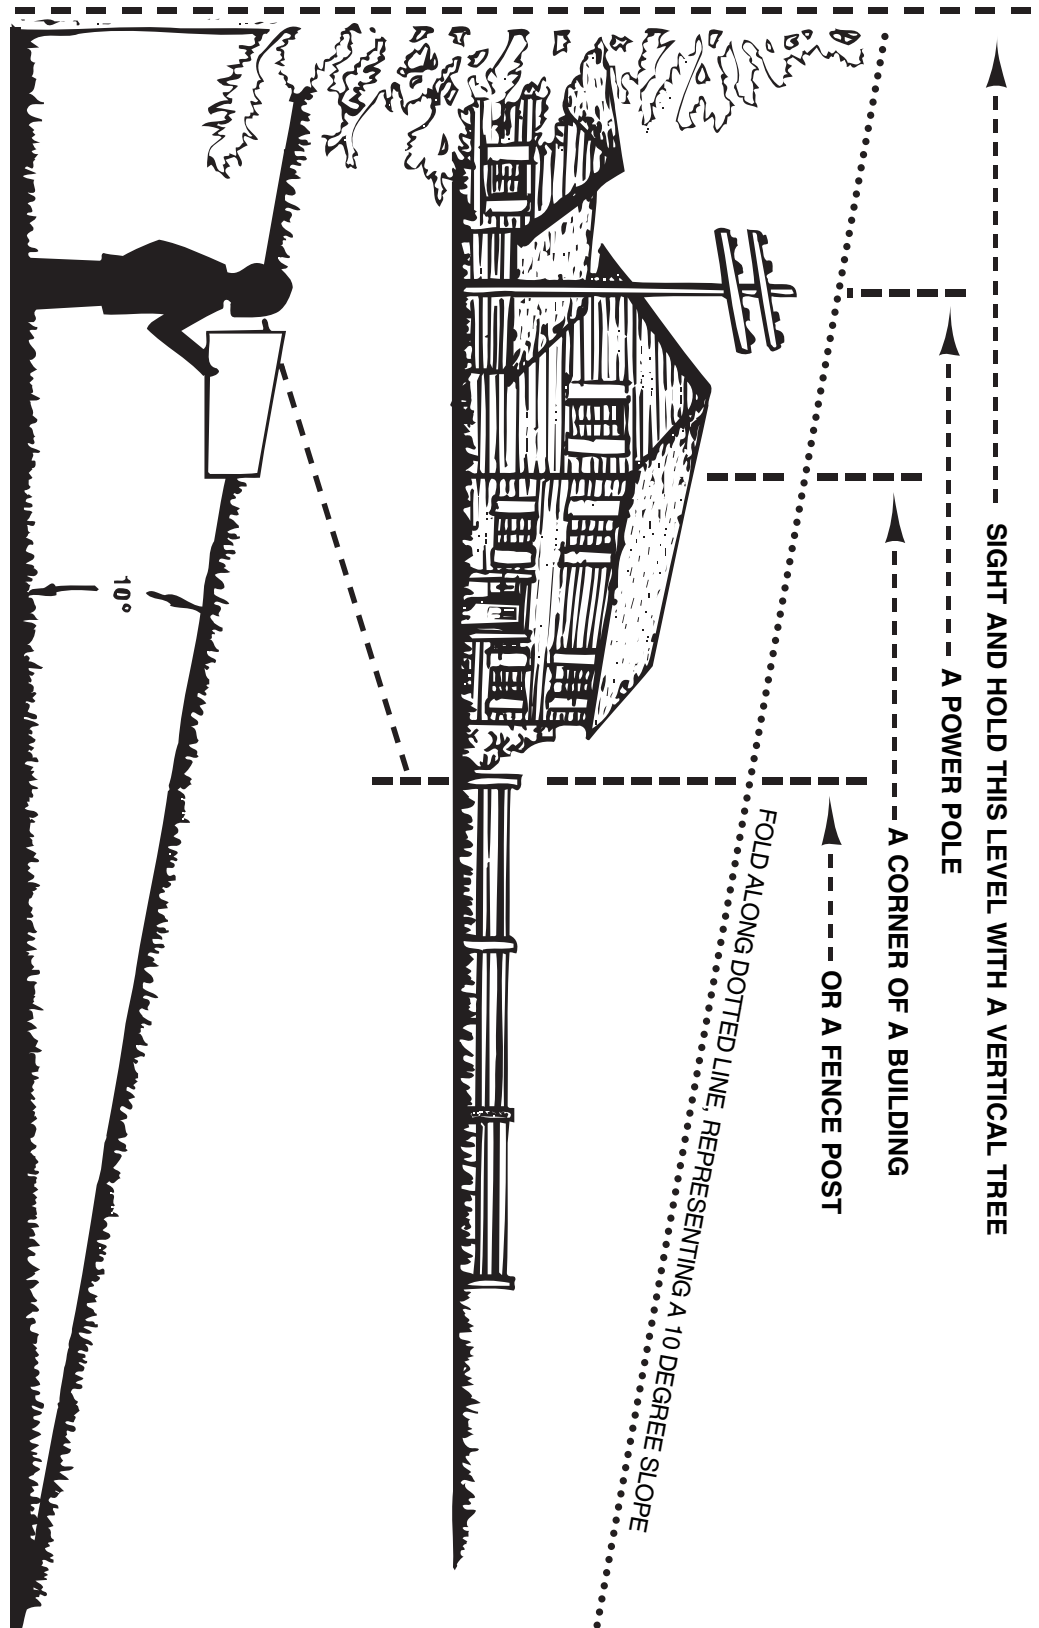 SIGHT AND HOLD THIS LEVEL WITH A VERTICAL TREE
A POWER POLE
A CORNER OF A BUILDING
OR A FENCE POST
FOLD ALONG DOTTED LINE, REPRESENTING A 10 DEGREE SLOPE
10°